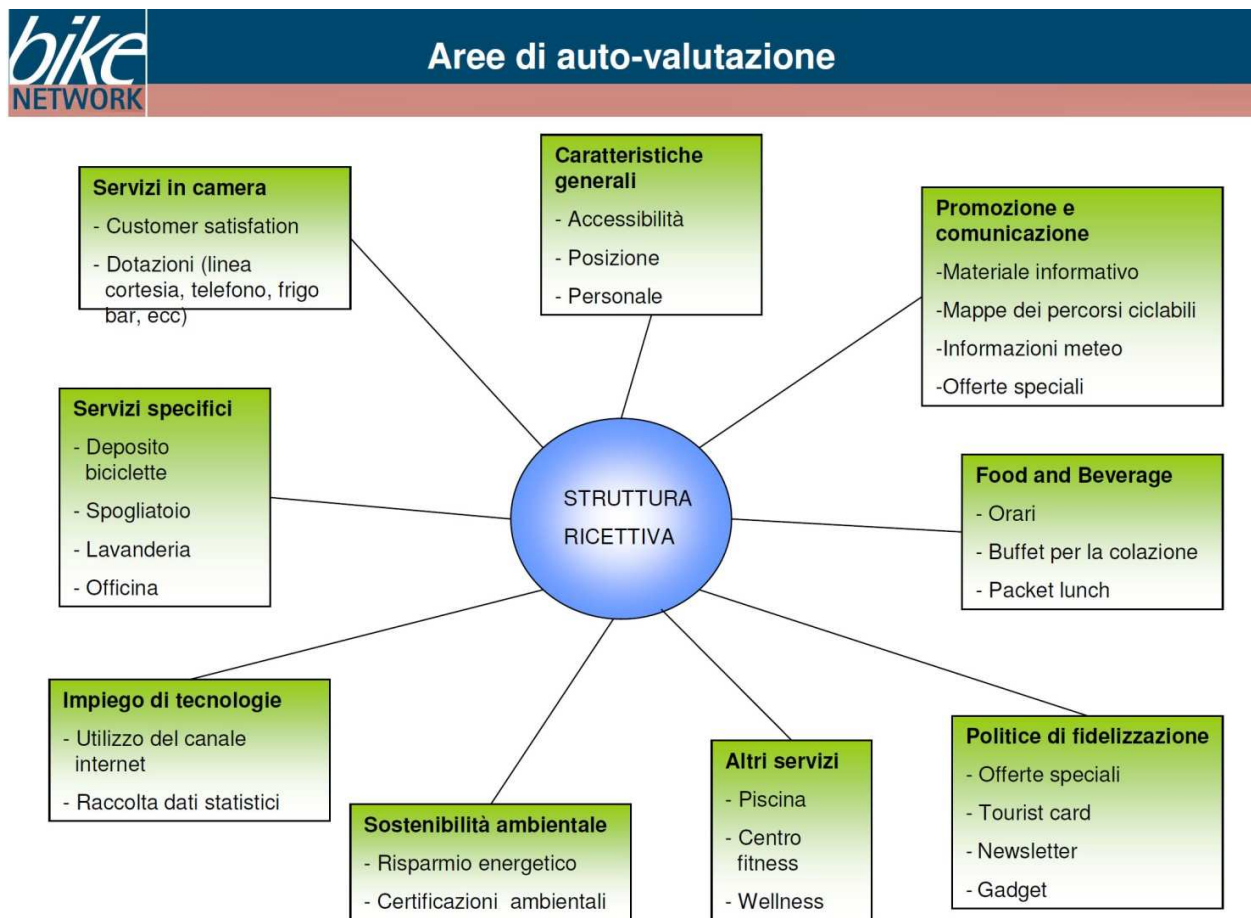 bike
NETWORK
Aree di auto-valutazione
Servizi in camera
- Customer satisfation
- Dotazioni (linea
cortesia, telefono, frigo
bar, ecc)
Caratteristiche
generali
- Accessibilità
- Posizione
- Personale
Promozione e
comunicazione
-Materiale informativo
-Mappe dei percorsi ciclabili
-Informazioni meteo
-Offerte speciali
Servizi specifici
- Deposito
biciclette
- Spogliatoio
- Lavanderia
- Officina
STRUTTURA
RICETTIVA
Food and Beverage
- Orari
- Buffet per la colazione
- Packet lunch
Impiego di tecnologie
- Utilizzo del canale
internet
- Raccolta dati statistici
Sostenibilità ambientale
- Risparmio energetico
- Certificazioni ambientali
Altri servizi
- Piscina
- Centro
fitness
- Wellness
Politice di fidelizzazione
- Offerte speciali
- Tourist card
- Newsletter
- Gadget